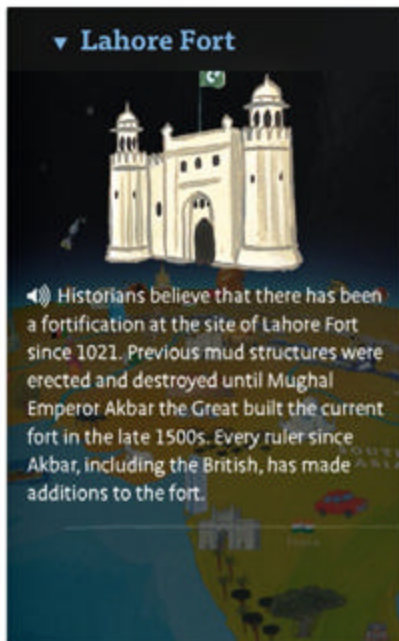 Lahore Fort
Historians believe that there has been
a fortification at the site of Lahore Fort
since 1021. Previous mud structures were
erected and destroyed until Mughal
Emperor Akbar the Great built the current
fort in the late 1500s. Every ruler since
Akbar, including the British, has made
additions to the fort.